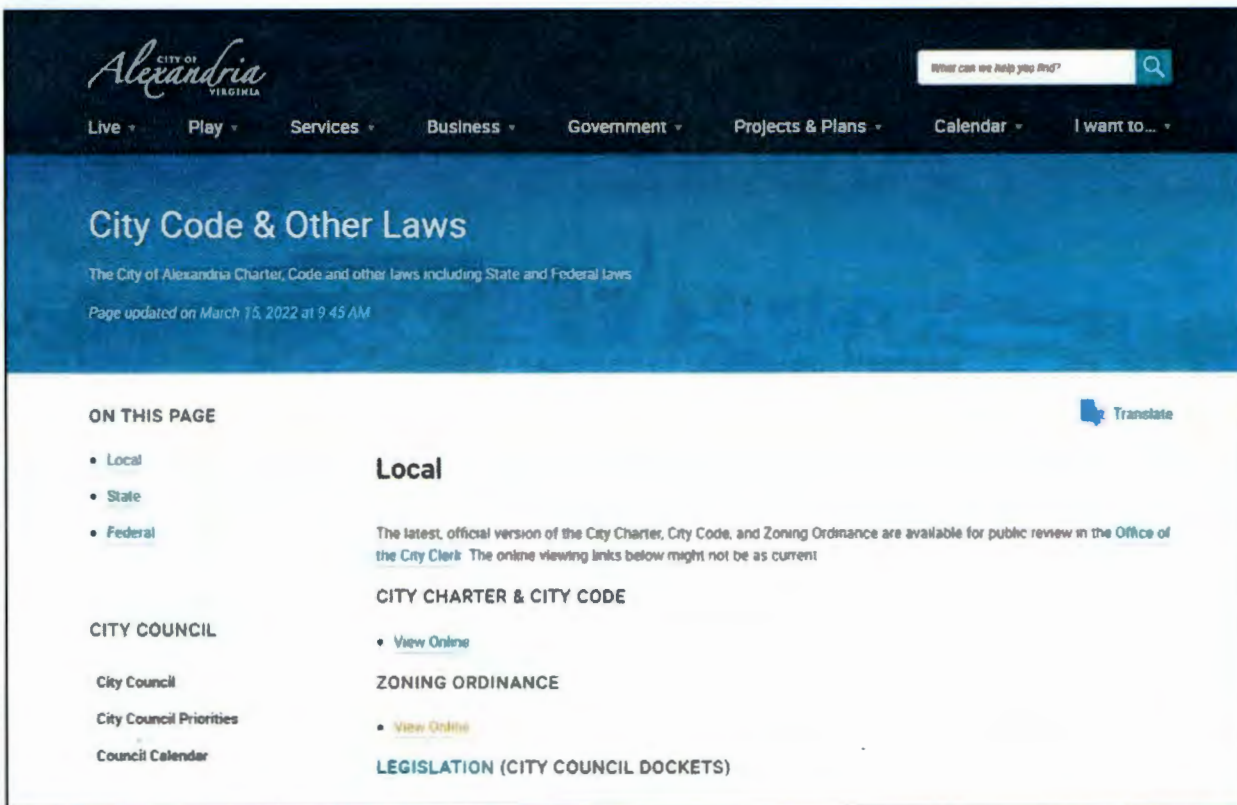 CITY OF
Alexandria
VIRGINIA
What can we help you find?
Live
Play
Services
Business
Government
Projects & Plans
Calendar
I want to...
City Code & Other Laws
The City of Alexandria Charter, Code and other laws including State and Federal laws
Page updated on March 15, 2022 at 9:45 AM
ON THIS PAGE
• Local
• State
• Federal
Translate
Local
The latest, official version of the City Charter, City Code, and Zoning Ordinance are available for public review in the Office of
the City Clerk. The online viewing links below might not be as current
CITY CHARTER & CITY CODE
• View Online
ZONING ORDINANCE
• View Online
LEGISLATION (CITY COUNCIL DOCKETS)
CITY COUNCIL
City Council
City Council Priorities
Council Calendar